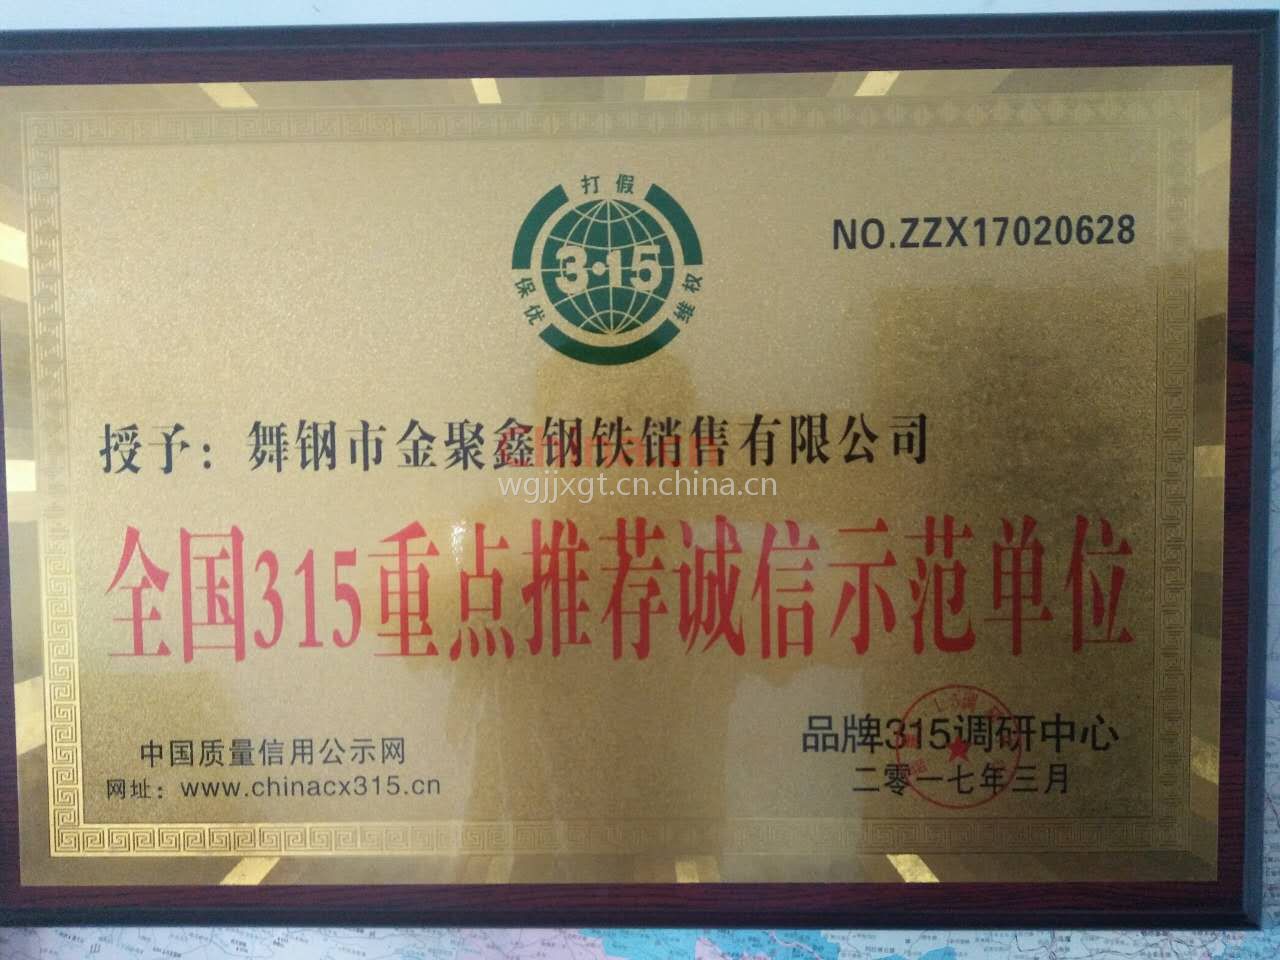 打假
3·15
保优
维权
NO.ZZX17020628
授予：舞钢市金聚鑫钢铁销售有限公司
wgjjxgt.cn.china.cn
全国315重点推荐诚信示范单位
中国质量信用公示网
网址：www.chinacx315.cn
品牌315调研中心
二零一七年三月